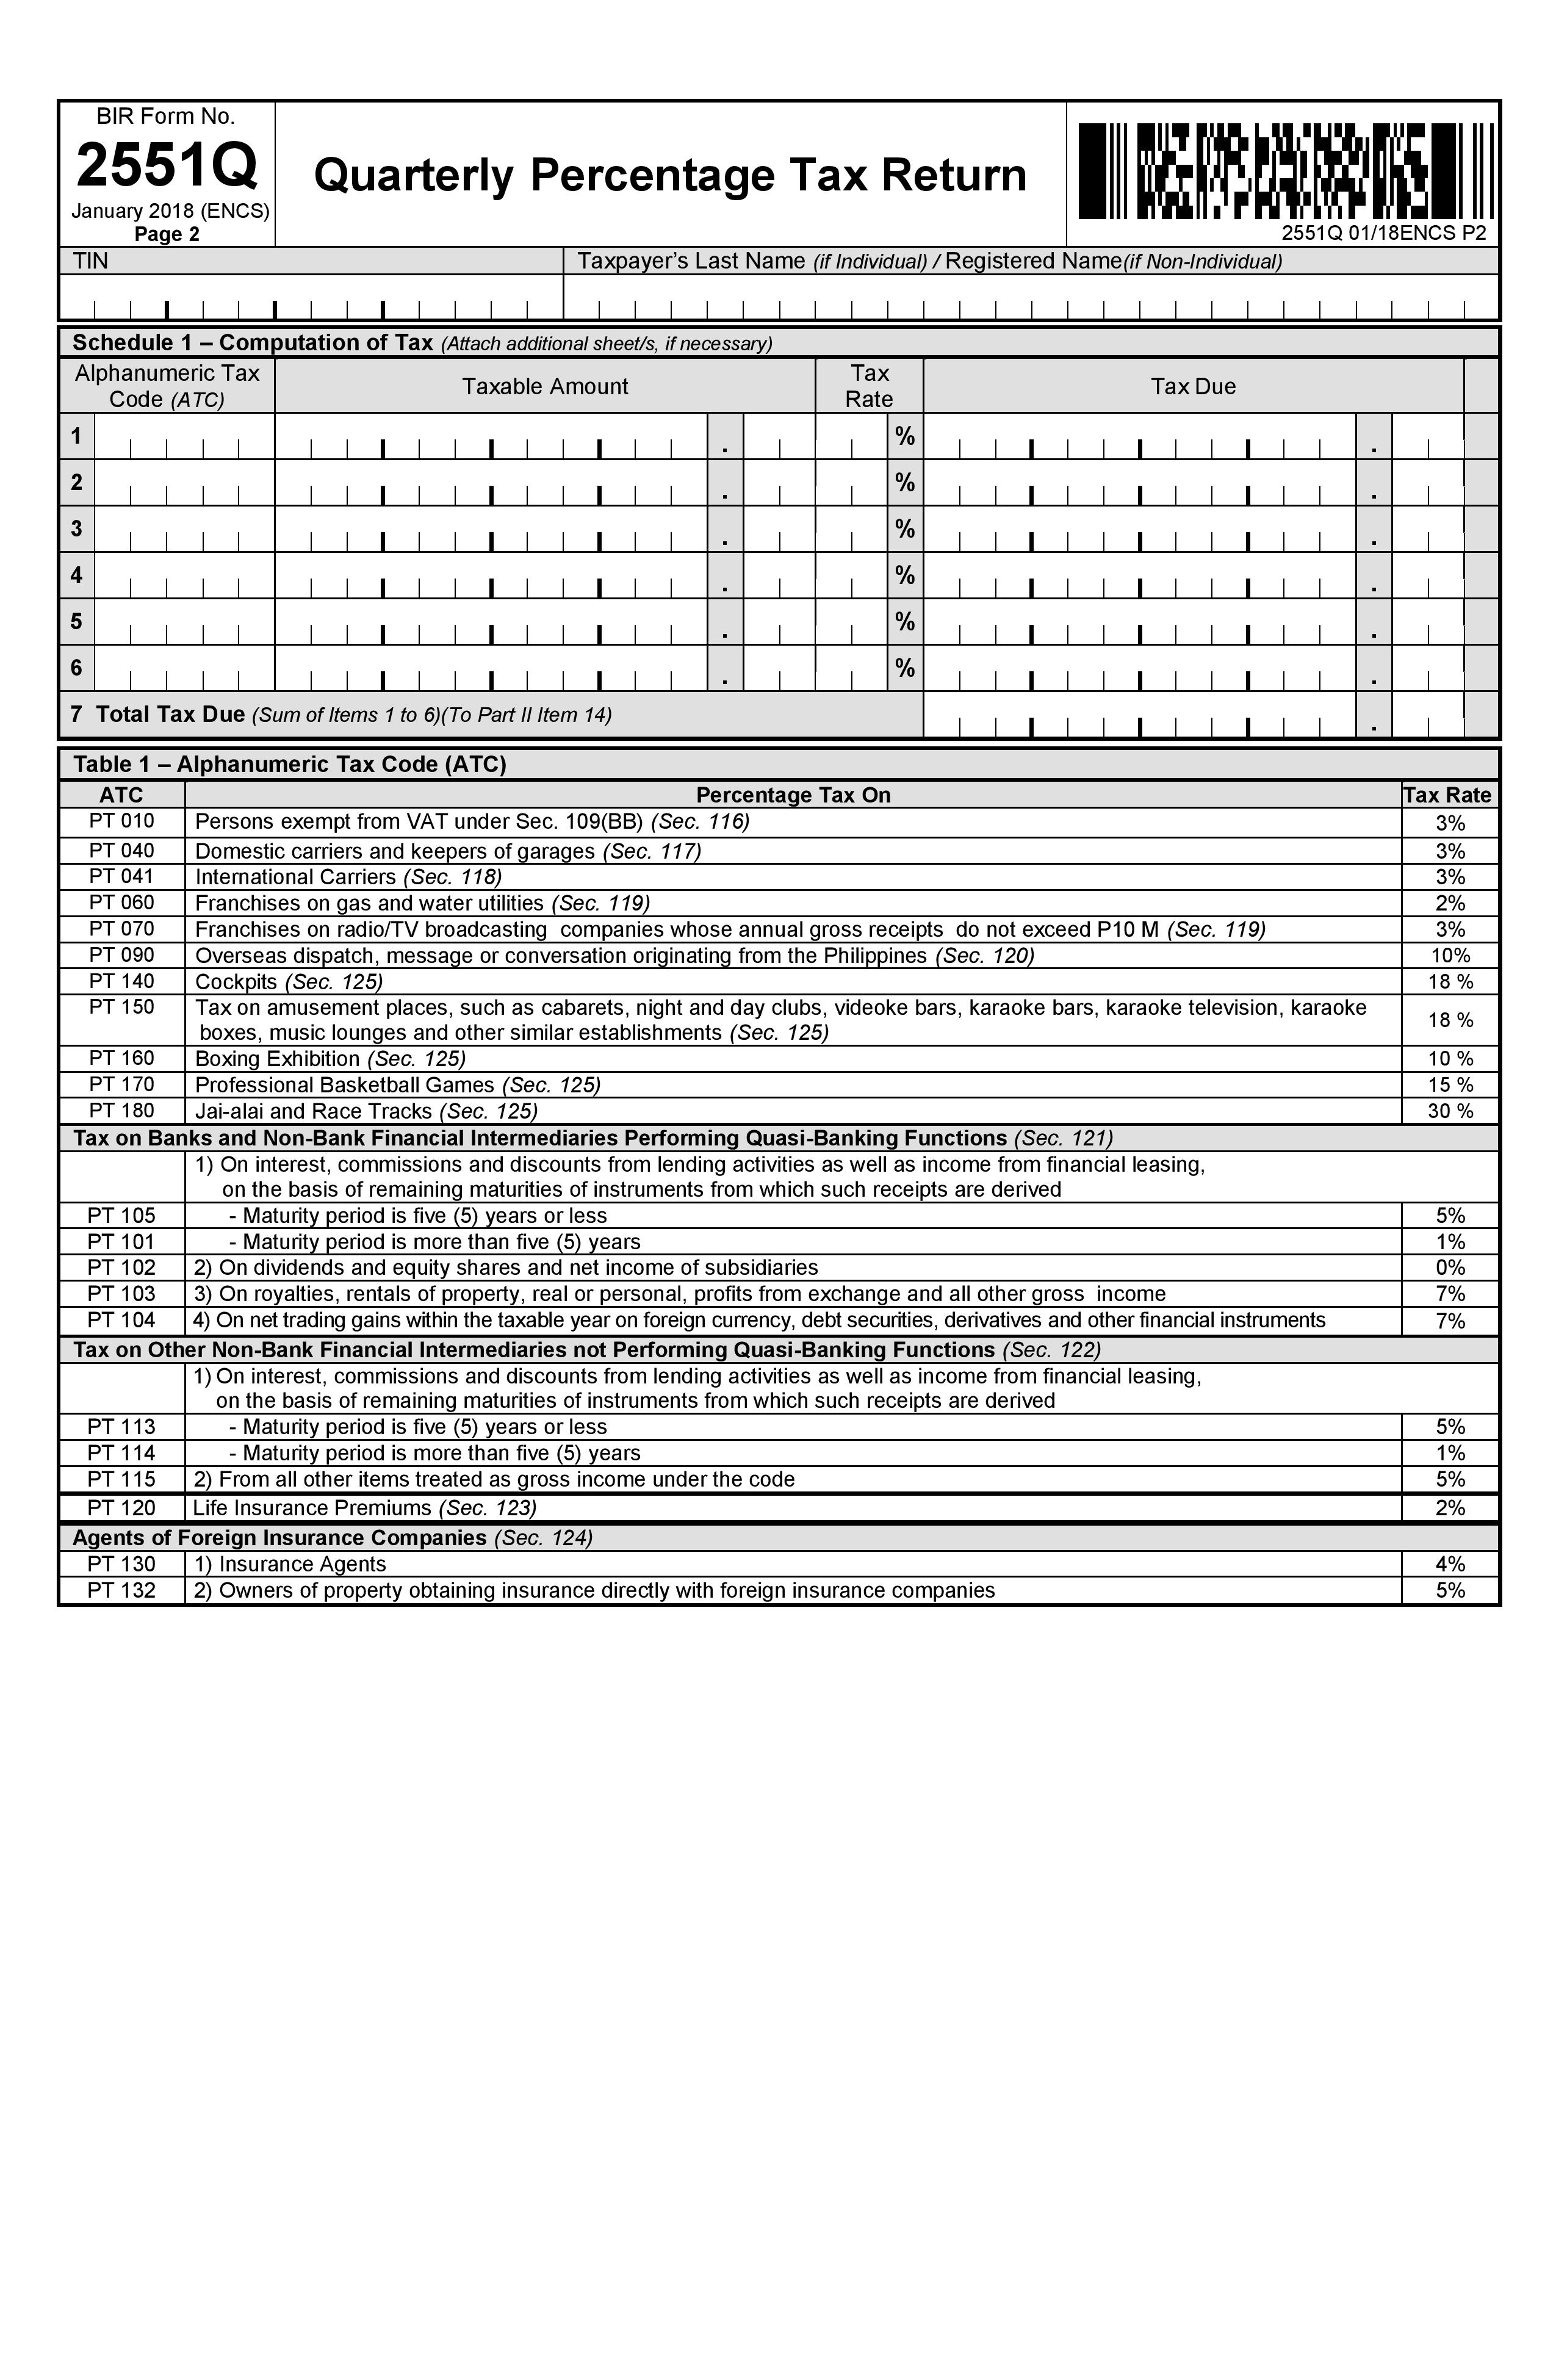 BIR Form No.
2551Q
January 2018 (ENCS)
Page 2
Quarterly Percentage Tax Return
2551Q 01/18ENCS P2
TIN
Taxpayer’s Last Name (if Individual) / Registered Name(if Non-Individual)
Schedule 1 – Computation of Tax (Attach additional sheet/s, if necessary)
Alphanumeric Tax
Code (ATC)
Taxable Amount
Tax
Rate
Tax Due
1 . % .
2 . % .
3 . % .
4 . % .
5 . % .
6 . % .
7 Total Tax Due (Sum of Items 1 to 6)(To Part II Item 14) .
Table 1 – Alphanumeric Tax Code (ATC)
ATC Percentage Tax On Tax Rate
PT 010 Persons exempt from VAT under Sec. 109(BB) (Sec. 116) 3%
PT 040 Domestic carriers and keepers of garages (Sec. 117) 3%
PT 041 International Carriers (Sec. 118) 3%
PT 060 Franchises on gas and water utilities (Sec. 119) 2%
PT 070 Franchises on radio/TV broadcasting companies whose annual gross receipts do not exceed P10 M (Sec. 119) 3%
PT 090 Overseas dispatch, message or conversation originating from the Philippines (Sec. 120) 10%
PT 140 Cockpits (Sec. 125) 18 %
PT 150 Tax on amusement places, such as cabarets, night and day clubs, videoke bars, karaoke bars, karaoke television, karaoke
boxes, music lounges and other similar establishments (Sec. 125) 18 %
PT 160 Boxing Exhibition (Sec. 125) 10 %
PT 170 Professional Basketball Games (Sec. 125) 15 %
PT 180 Jai-alai and Race Tracks (Sec. 125) 30 %
Tax on Banks and Non-Bank Financial Intermediaries Performing Quasi-Banking Functions (Sec. 121)
1) On interest, commissions and discounts from lending activities as well as income from financial leasing,
on the basis of remaining maturities of instruments from which such receipts are derived
PT 105 - Maturity period is five (5) years or less 5%
PT 101 - Maturity period is more than five (5) years 1%
PT 102 2) On dividends and equity shares and net income of subsidiaries 0%
PT 103 3) On royalties, rentals of property, real or personal, profits from exchange and all other gross income 7%
PT 104 4) On net trading gains within the taxable year on foreign currency, debt securities, derivatives and other financial instruments 7%
Tax on Other Non-Bank Financial Intermediaries not Performing Quasi-Banking Functions (Sec. 122)
1) On interest, commissions and discounts from lending activities as well as income from financial leasing,
on the basis of remaining maturities of instruments from which such receipts are derived
PT 113 - Maturity period is five (5) years or less 5%
PT 114 - Maturity period is more than five (5) years 1%
PT 115 2) From all other items treated as gross income under the code 5%
PT 120 Life Insurance Premiums (Sec. 123) 2%
Agents of Foreign Insurance Companies (Sec. 124)
PT 130 1) Insurance Agents 4%
PT 132 2) Owners of property obtaining insurance directly with foreign insurance companies 5%